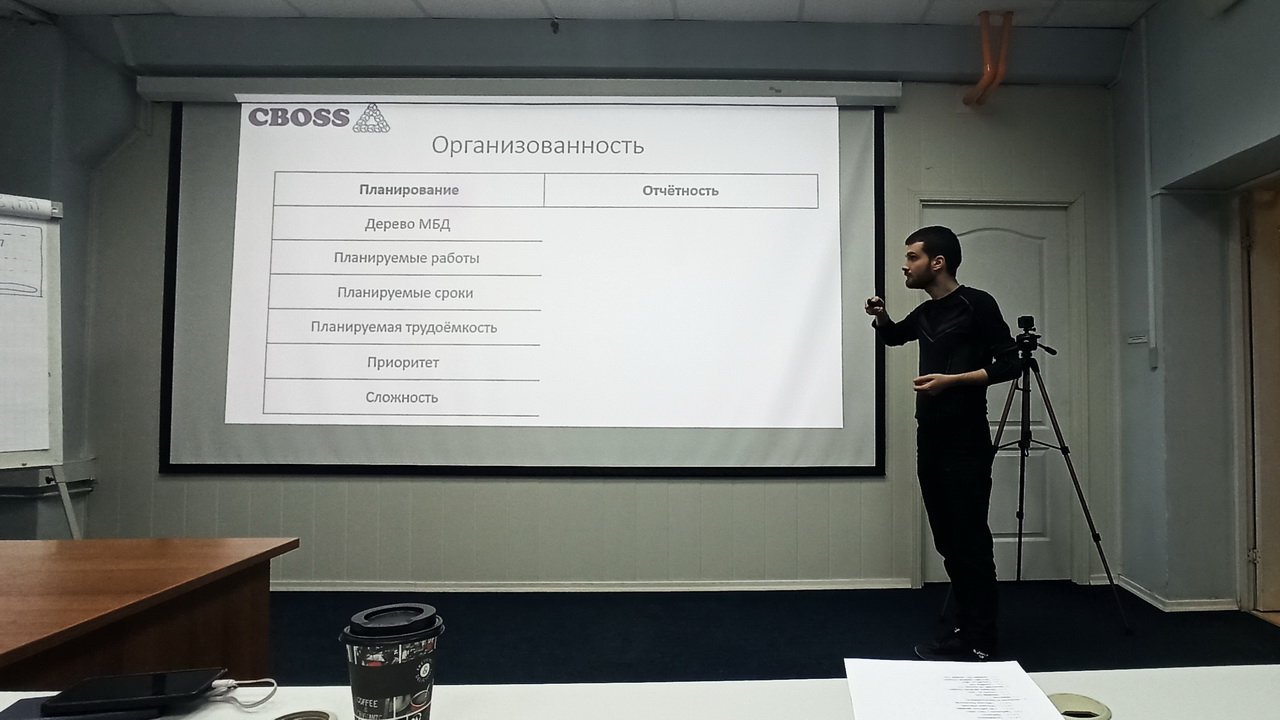 CBOSS
Организованность
Планирование Отчётность
Дерево МБД
Планируемые работы
Планируемые сроки
Планируемая трудоёмкость
Приоритет
Сложность